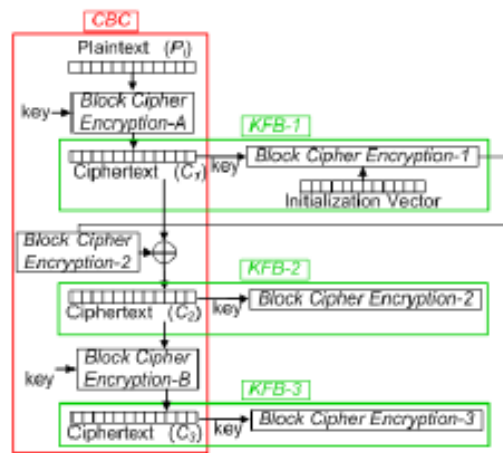 CBC
Plaintext (Pi)
key
Block Cipher
Encryption-A
KFB-1
Ciphertext (C1)
key
Block Cipher Encryption-1
Initialization Vector
Block Cipher
Encryption-2
KFB-2
Ciphertext (C2)
key
Block Cipher Encryption-2
key
Block Cipher
Encryption-B
KFB-3
Ciphertext (C3)
key
Block Cipher Encryption-3